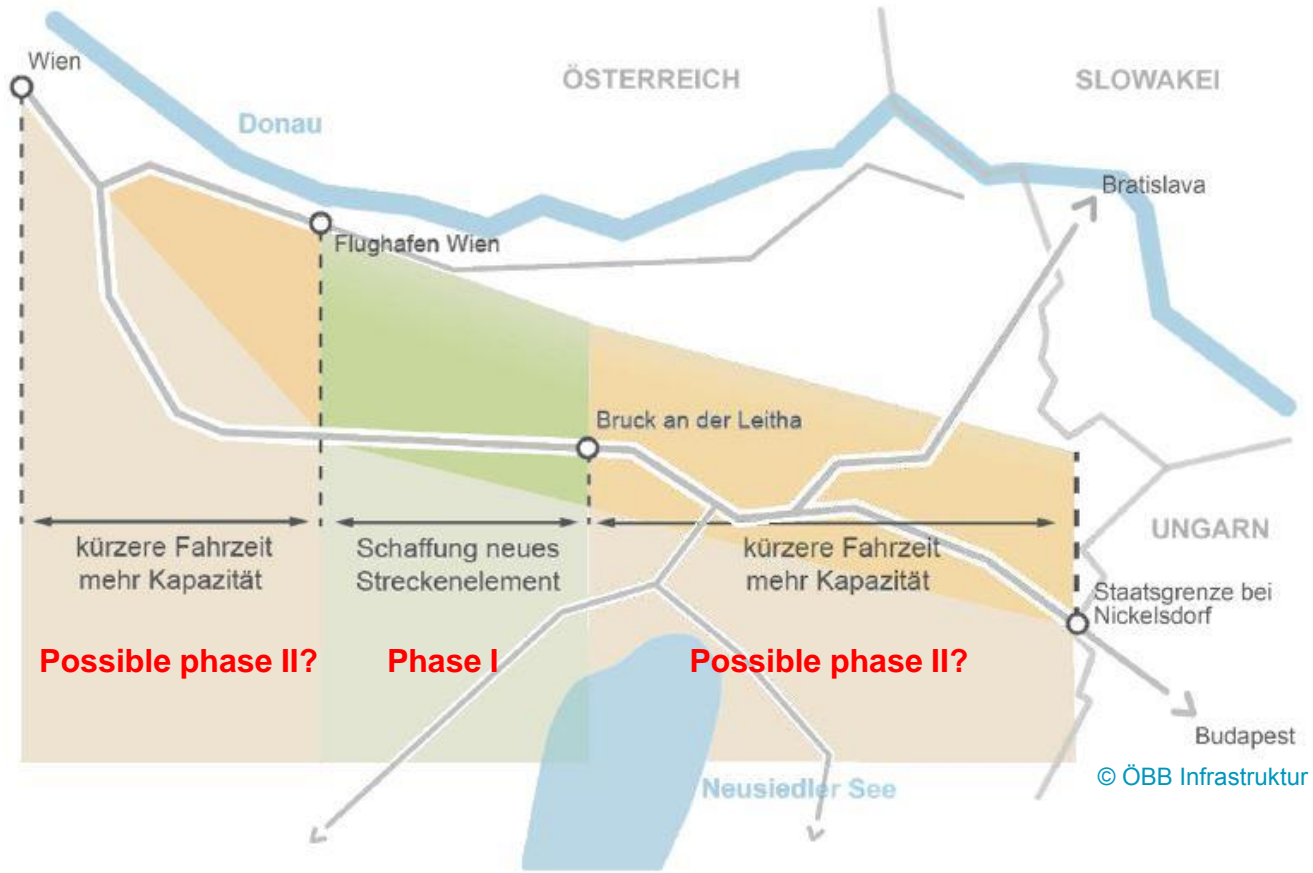 Wien
ÖSTERREICH
SLOWAKEI
Donau
Bratislava
Flughafen Wien
Bruck an der Leitha
UNGARN
kürzere Fahrzeit
mehr Kapazität
Schaffung neues
Streckenelement
kürzere Fahrzeit
mehr Kapazität
Staatsgrenze bei
Nickelsdorf
Possible phase II?
Phase I
Possible phase II?
Budapest
© ÖBB Infrastruktur
Neusiedler See